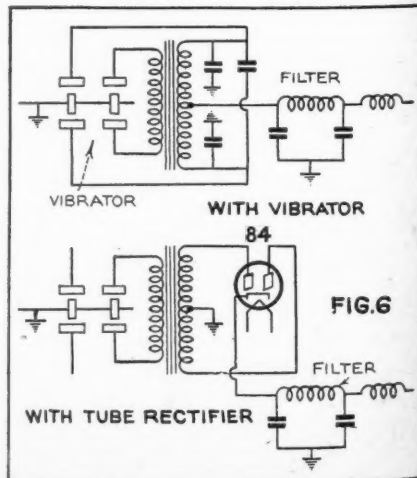 FILTER
VIBRATOR
WITH VIBRATOR
84
FIG.6
FILTER
WITH TUBE RECTIFIER